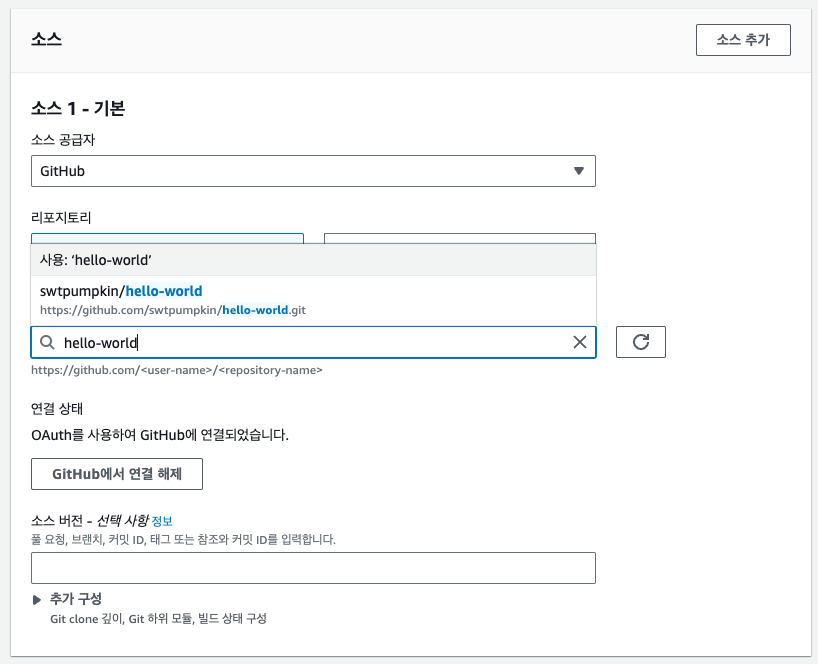 소스
소스 추가
소스 1 - 기본
소스 공급자
GitHub
리포지토리
사용: ‘hello-world’
swtpumpkin/hello-world
https://github.com/swtpumpkin/hello-world.git
hello-world
https://github.com/<user-name>/<repository-name>
연결 상태
OAuth를 사용하여 GitHub에 연결되었습니다.
GitHub에서 연결 해제
소스 버전 - 선택 사항 정보
풀 요청, 브랜치, 커밋 ID, 태그 또는 참조와 커밋 ID를 입력합니다.
추가 구성
Git clone 깊이, Git 하위 모듈, 빌드 상태 구성